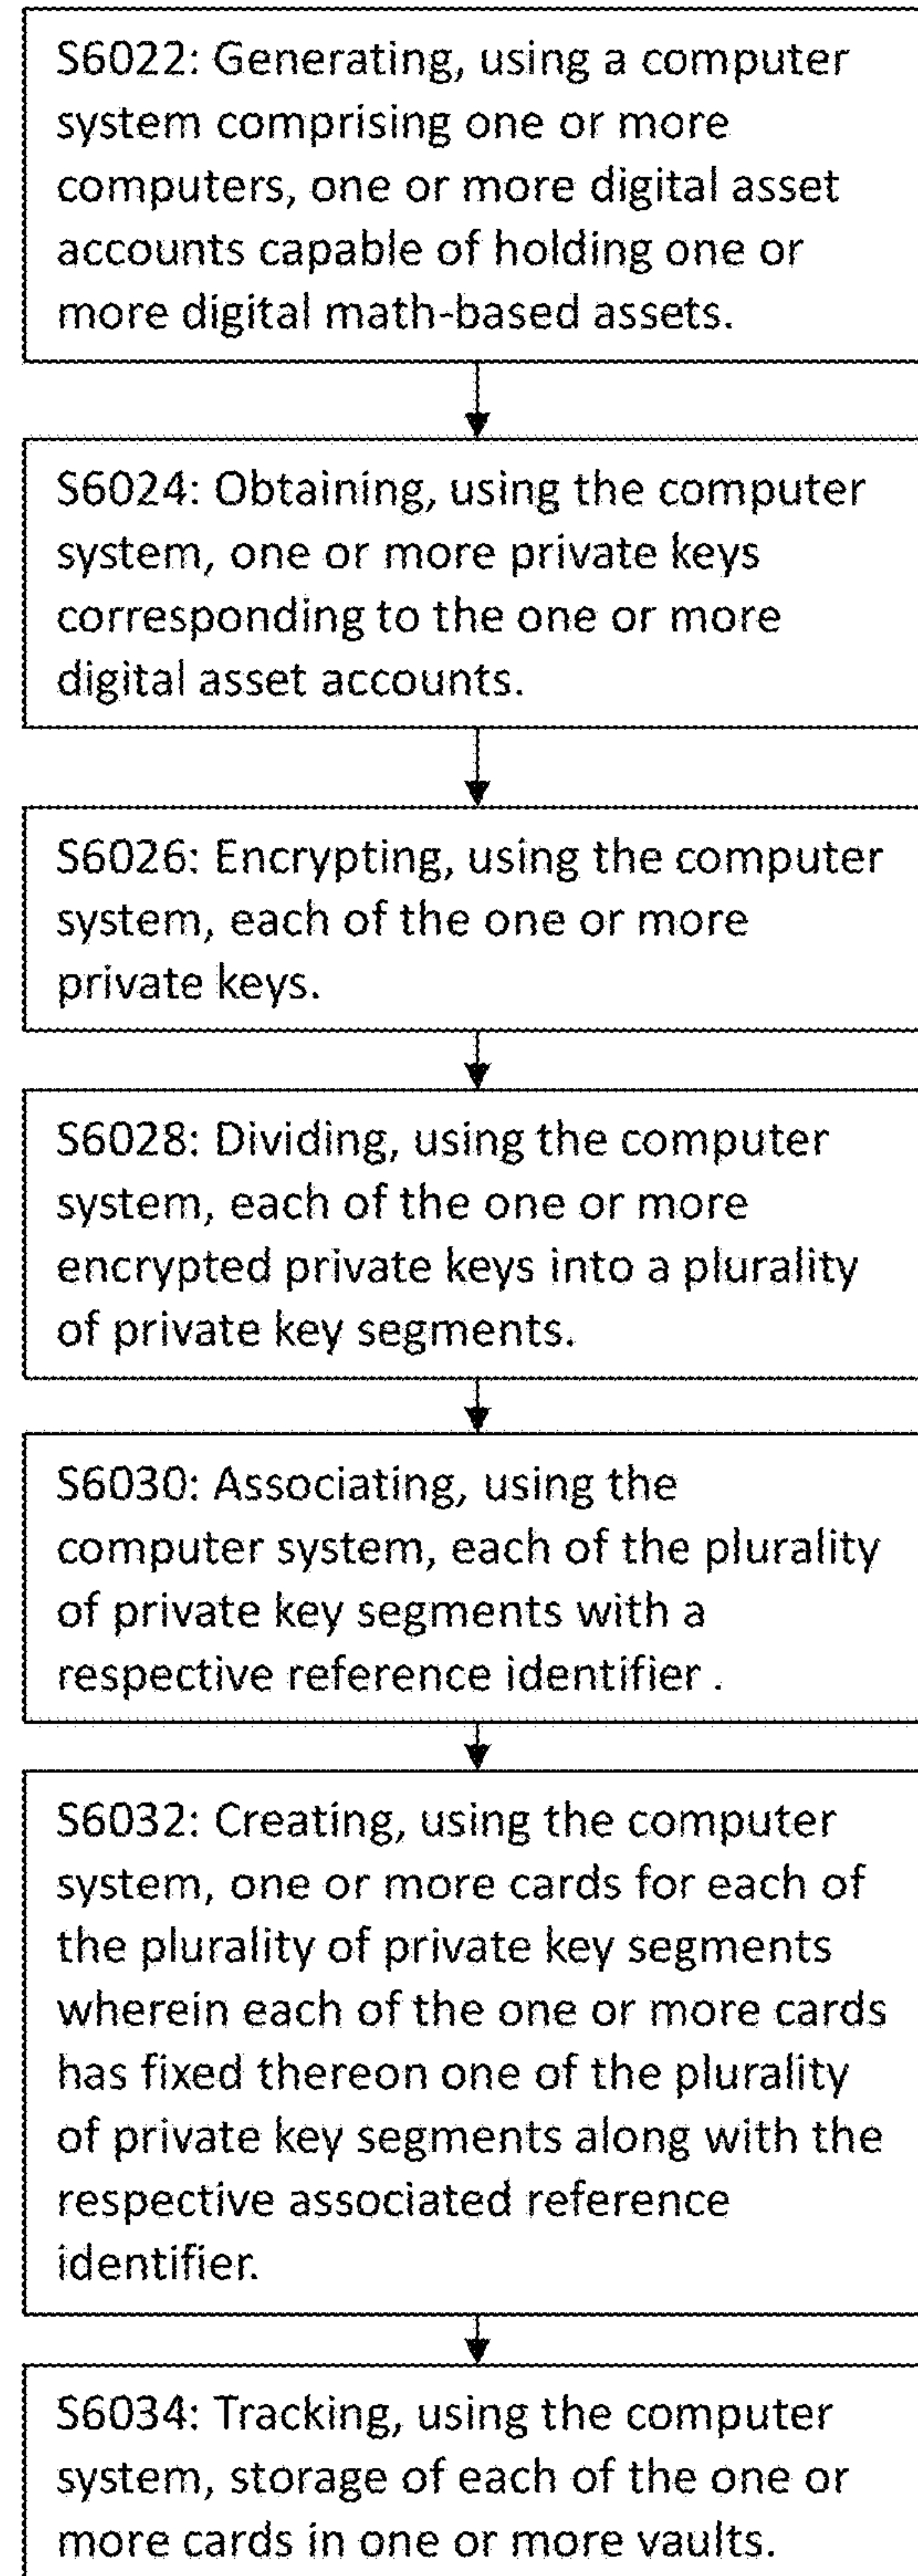 S6022: Generating, using a computer
system comprising one or more
computers, one or more digital asset
accounts capable of holding one or
more digital math-based assets.
S6024: Obtaining, using the computer
system, one or more private keys
corresponding to the one or more
digital asset accounts.
S6026: Encrypting, using the computer
system, each of the one or more
private keys.
S6028: Dividing, using the computer
system, each of the one or more
encrypted private keys into a plurality
of private key segments.
S6030: Associating, using the
computer system, each of the plurality
of private key segments with a
respective reference identifier .
S6032: Creating, using the computer
system, one or more cards for each of
the plurality of private key segments
wherein each of the one or more cards
has fixed thereon one of the plurality
of private key segments along with the
respective associated reference
identifier.
S6034: Tracking, using the computer
system, storage of each of the one or
more cards in one or more vaults.